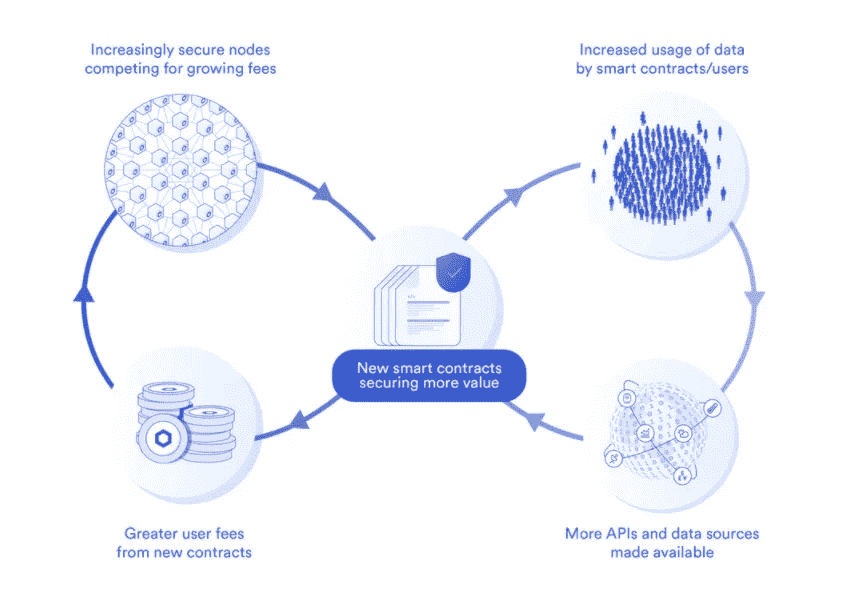 Increasingly secure nodes
competing for growing fees
Increased usage of data
by smart contracts/users
New smart contracts
securing more value
Greater user fees
from new contracts
More APIs and data sources
made available